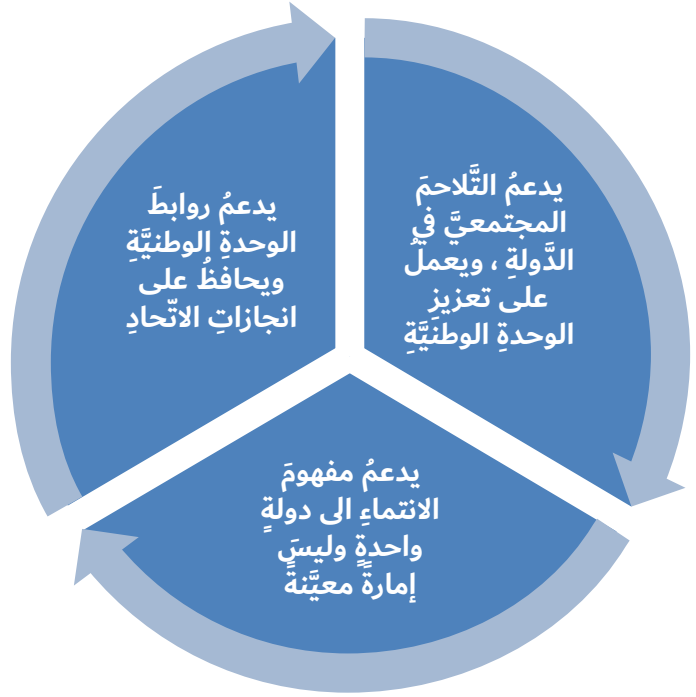 يدعمُ التَّلاحمَ
المجتمعيَّ في
الدَّولةِ ، ويعملُ
على تعزيزِ
الوحدةِ الوطنيَّةِ
يدعمُ مفهومَ
الانتماءِ الى دولةٍ
واحدةٍ وليسَ
إمارةً معيَّنةً
يدعمُ روابطَ
الوحدةِ الوطنيَّةِ
ويحافظُ على
انجازاتِ الاتّحادِ